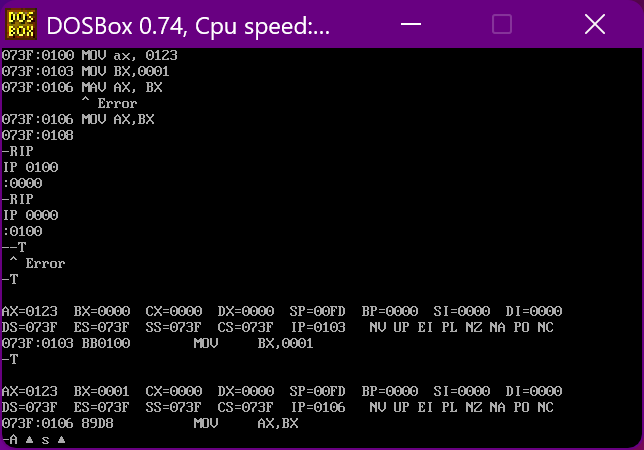 DOS
BOX
DOSBox 0.74, Cpu speed:...
073F:0100 MOV ax, 0123
073F:0103 MOV BX,0001
073F:0106 MAV AX, BX
^ Error
073F:0106 MOV AX,BX
073F:0108
-RIP
IP 0100
:0000
-RIP
IP 0000
:0100
--T
^ Error
-T
AX=0123 BX=0000 CX=0000 DX=0000 SP=00FD BP=0000 SI=0000 DI=0000
DS=073F ES=073F SS=073F CS=073F IP=0103 NV UP EI PL NZ NA PO NC
073F:0103 BB0100 MOV BX,0001
-T
AX=0123 BX=0001 CX=0000 DX=0000 SP=00FD BP=0000 SI=0000 DI=0000
DS=073F ES=073F SS=073F CS=073F IP=0106 NV UP EI PL NZ NA PO NC
073F:0106 89D8 MOV AX,BX
-A ▲ s ▲